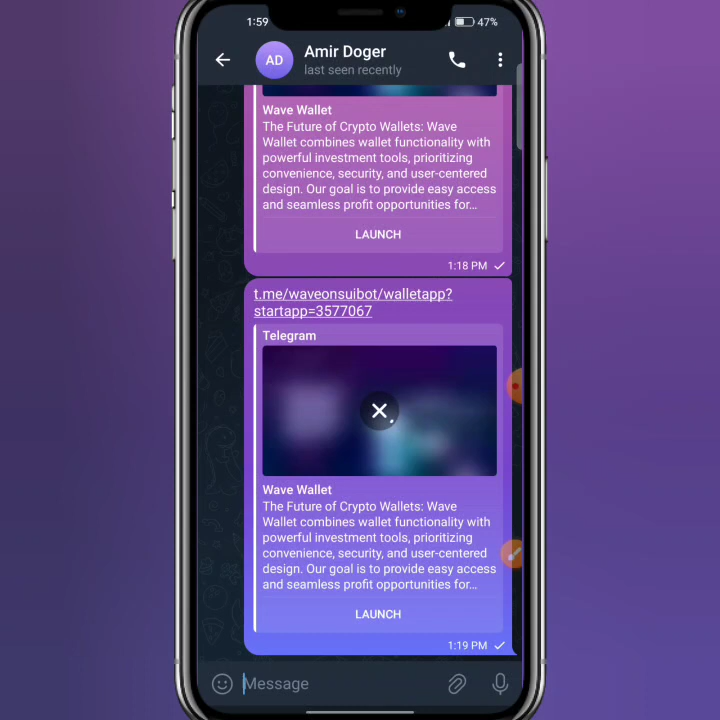 1:59
47%
AD
Amir Doger
last seen recently
Wave Wallet
The Future of Crypto Wallets: Wave
Wallet combines wallet functionality with
powerful investment tools, prioritizing
convenience, security, and user-centered
design. Our goal is to provide easy access
and seamless profit opportunities for...
LAUNCH
1:18 PM
t.me/waveonsuibot/walletapp?
startapp=3577067
Telegram
Wave Wallet
The Future of Crypto Wallets: Wave
Wallet combines wallet functionality with
powerful investment tools, prioritizing
convenience, security, and user-centered
design. Our goal is to provide easy access
and seamless profit opportunities for...
LAUNCH
1:19 PM
Message